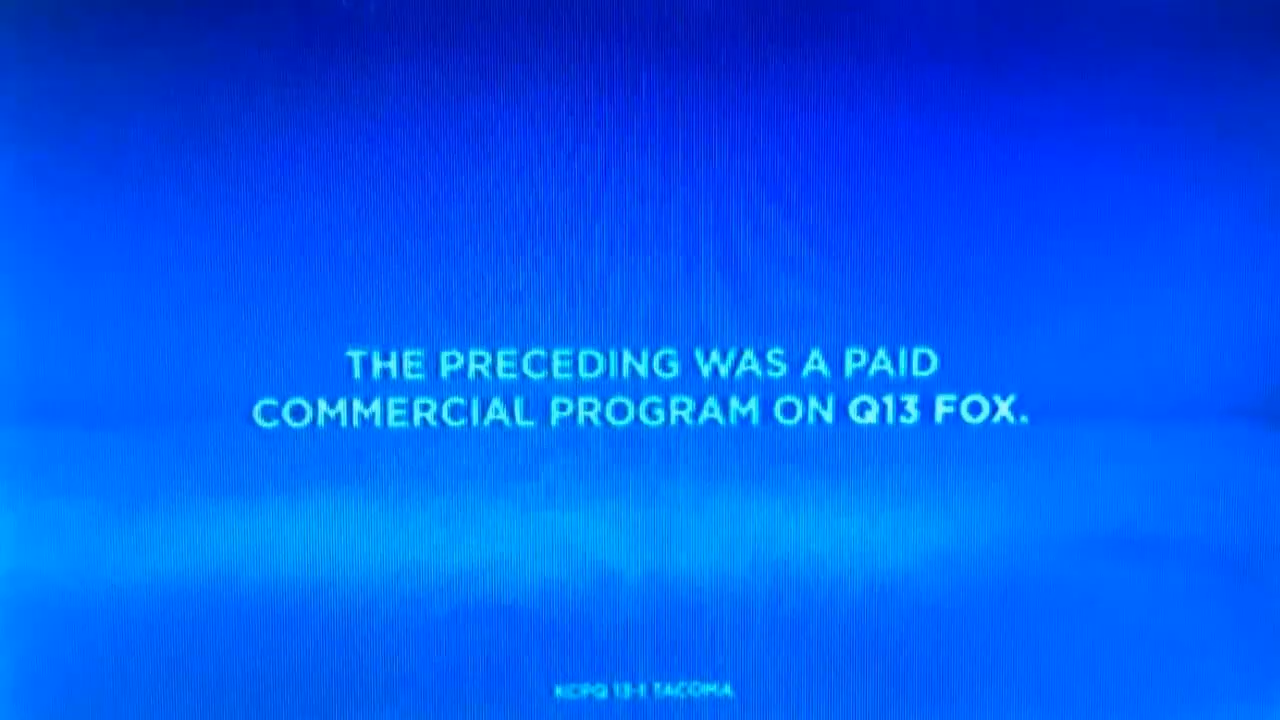 THE PRECEDING WAS A PAID
COMMERCIAL PROGRAM ON Q13 FOX.
KCPQ 13-1 TACOMA